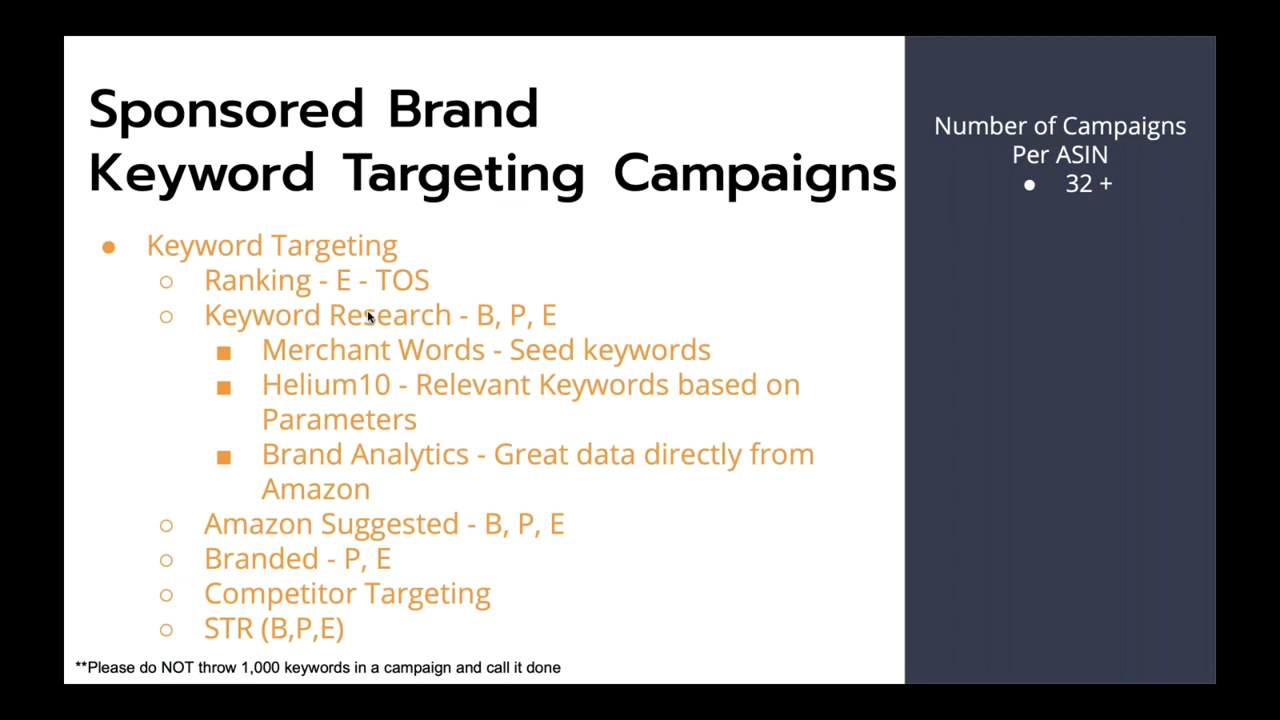 Sponsored Brand
Keyword Targeting Campaigns
● Keyword Targeting
○ Ranking - E - TOS
○ Keyword Research - B, P, E
■ Merchant Words - Seed keywords
■ Helium10 - Relevant Keywords based on
Parameters
■ Brand Analytics - Great data directly from
Amazon
○ Amazon Suggested - B, P, E
○ Branded - P, E
○ Competitor Targeting
○ STR (B,P,E)
**Please do NOT throw 1,000 keywords in a campaign and call it done
Number of Campaigns
Per ASIN
● 32 +